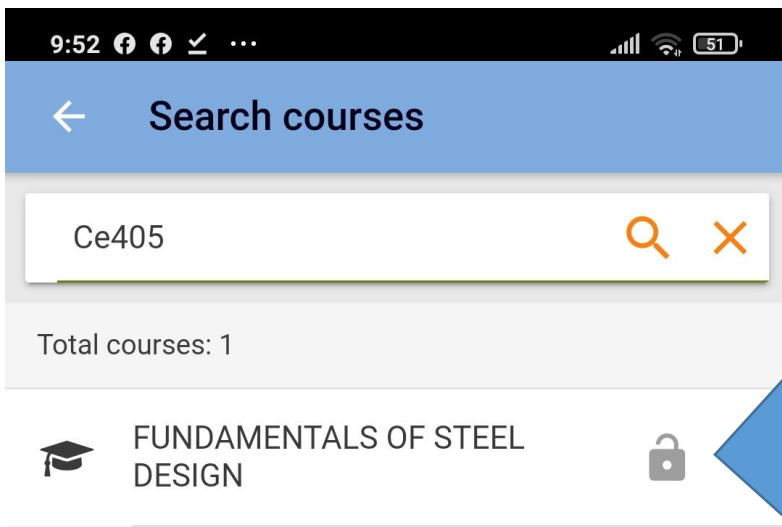 9:52 ...
51
Search courses
Ce405
Total courses: 1
FUNDAMENTALS OF STEEL
DESIGN